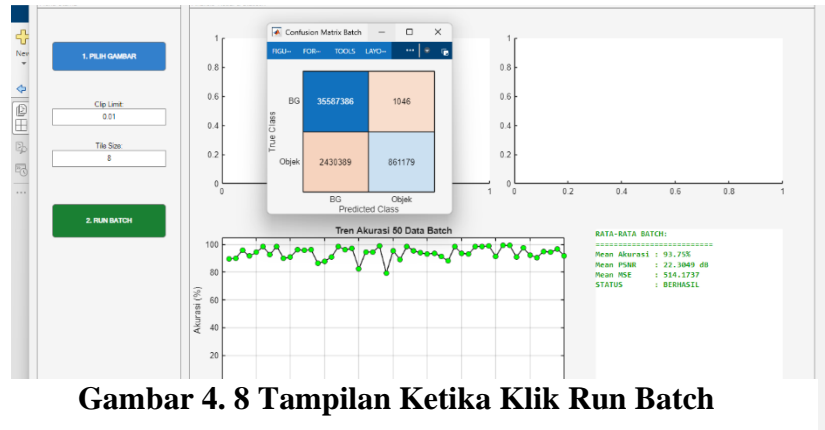 New
1. PILIH GAMBAR
Clip Limit:
0.01
Tile Size:
8
2. RUN BATCH
Confusion Matrix Batch
FIGU··· FOR··· TOOLS LAYO··· ···
True Class
BG 35587386 1046
Objek 2430389 861179
BG Objek
Predicted Class
1
0.8
0.6
0.4
0.2
0
1
1
0.8
0.6
0.4
0.2
0
0 0.2 0.4 0.6 0.8 1
Tren Akurasi 50 Data Batch
Akurasi (%)
100
80
60
40
20
RATA-RATA BATCH:
==========================
Mean Akurasi : 93,75%
Mean PSNR : 22.3049 dB
Mean MSE : 514.1737
STATUS : BERHASIL
Gambar 4. 8 Tampilan Ketika Klik Run Batch